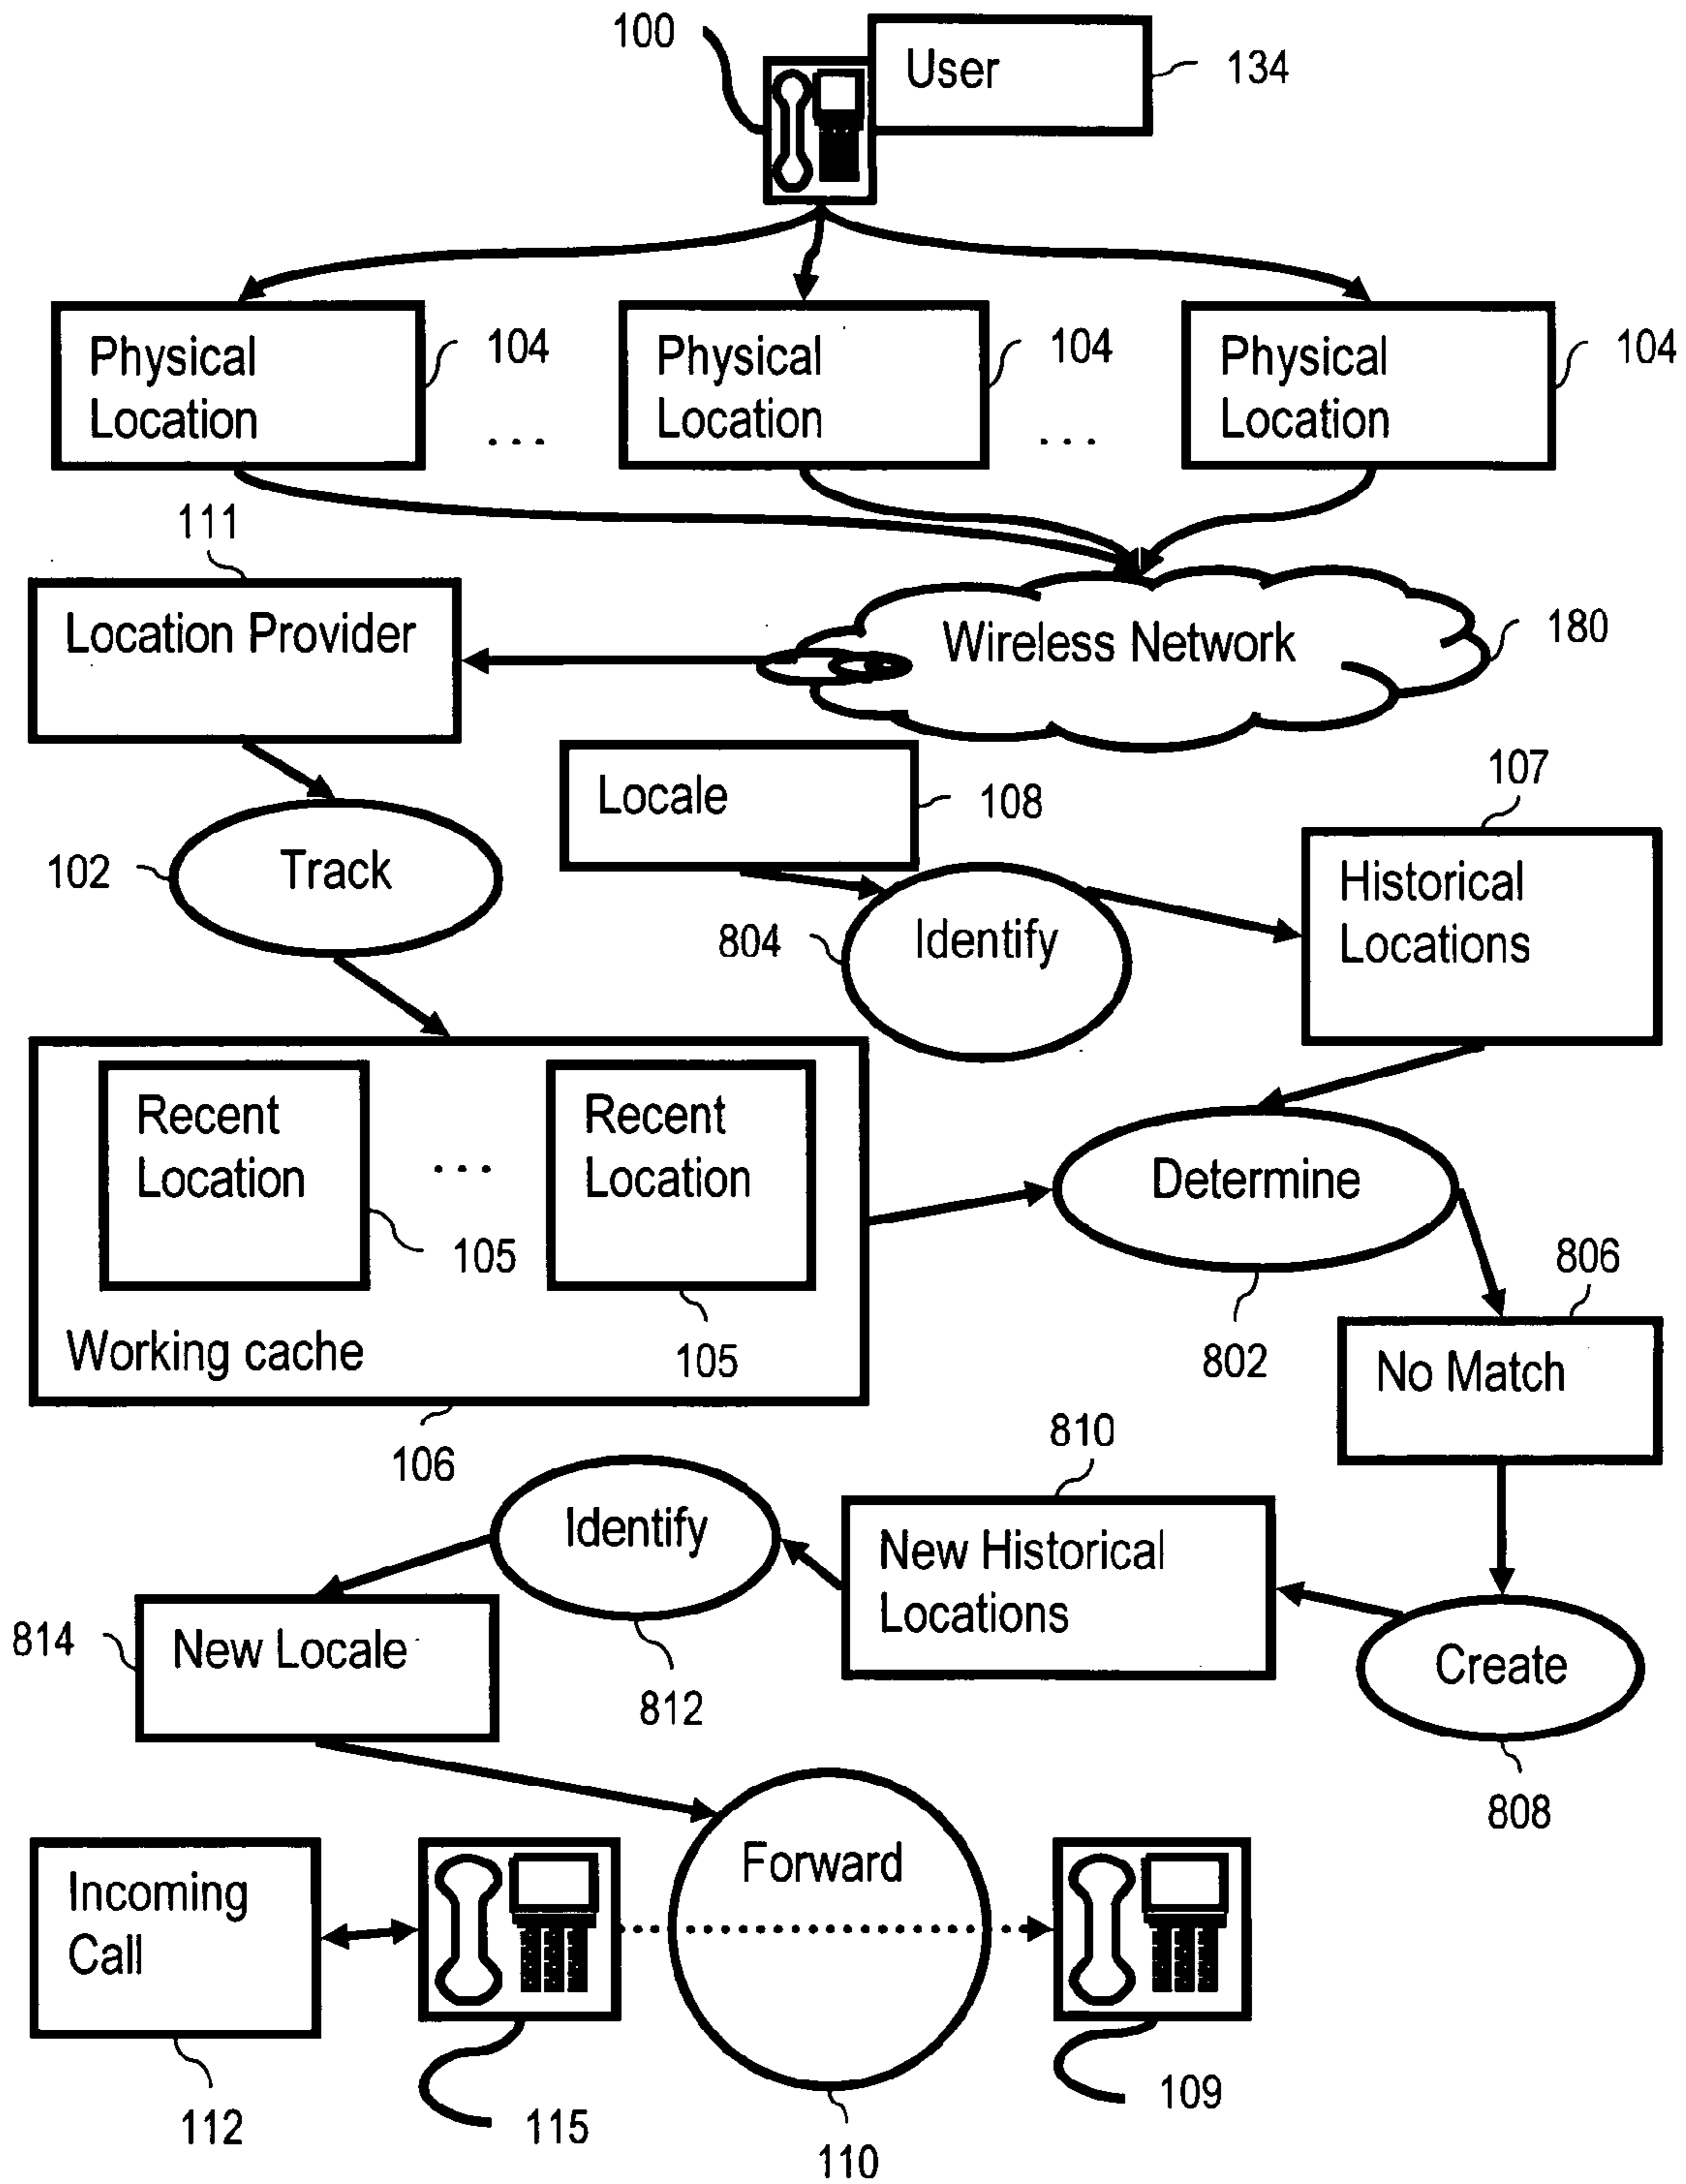 100
User
134
Physical
Location
104
Physical
Location
104
Physical
Location
104
...
...
111
Location Provider
Wireless Network
180
Locale
108
107
102
Track
804
Identify
Historical
Locations
Recent
Location
105
...
Recent
Location
105
Working cache
106
Determine
802
806
No Match
810
Identify
812
New Historical
Locations
Create
808
814
New Locale
Incoming
Call
112
115
Forward
110
109